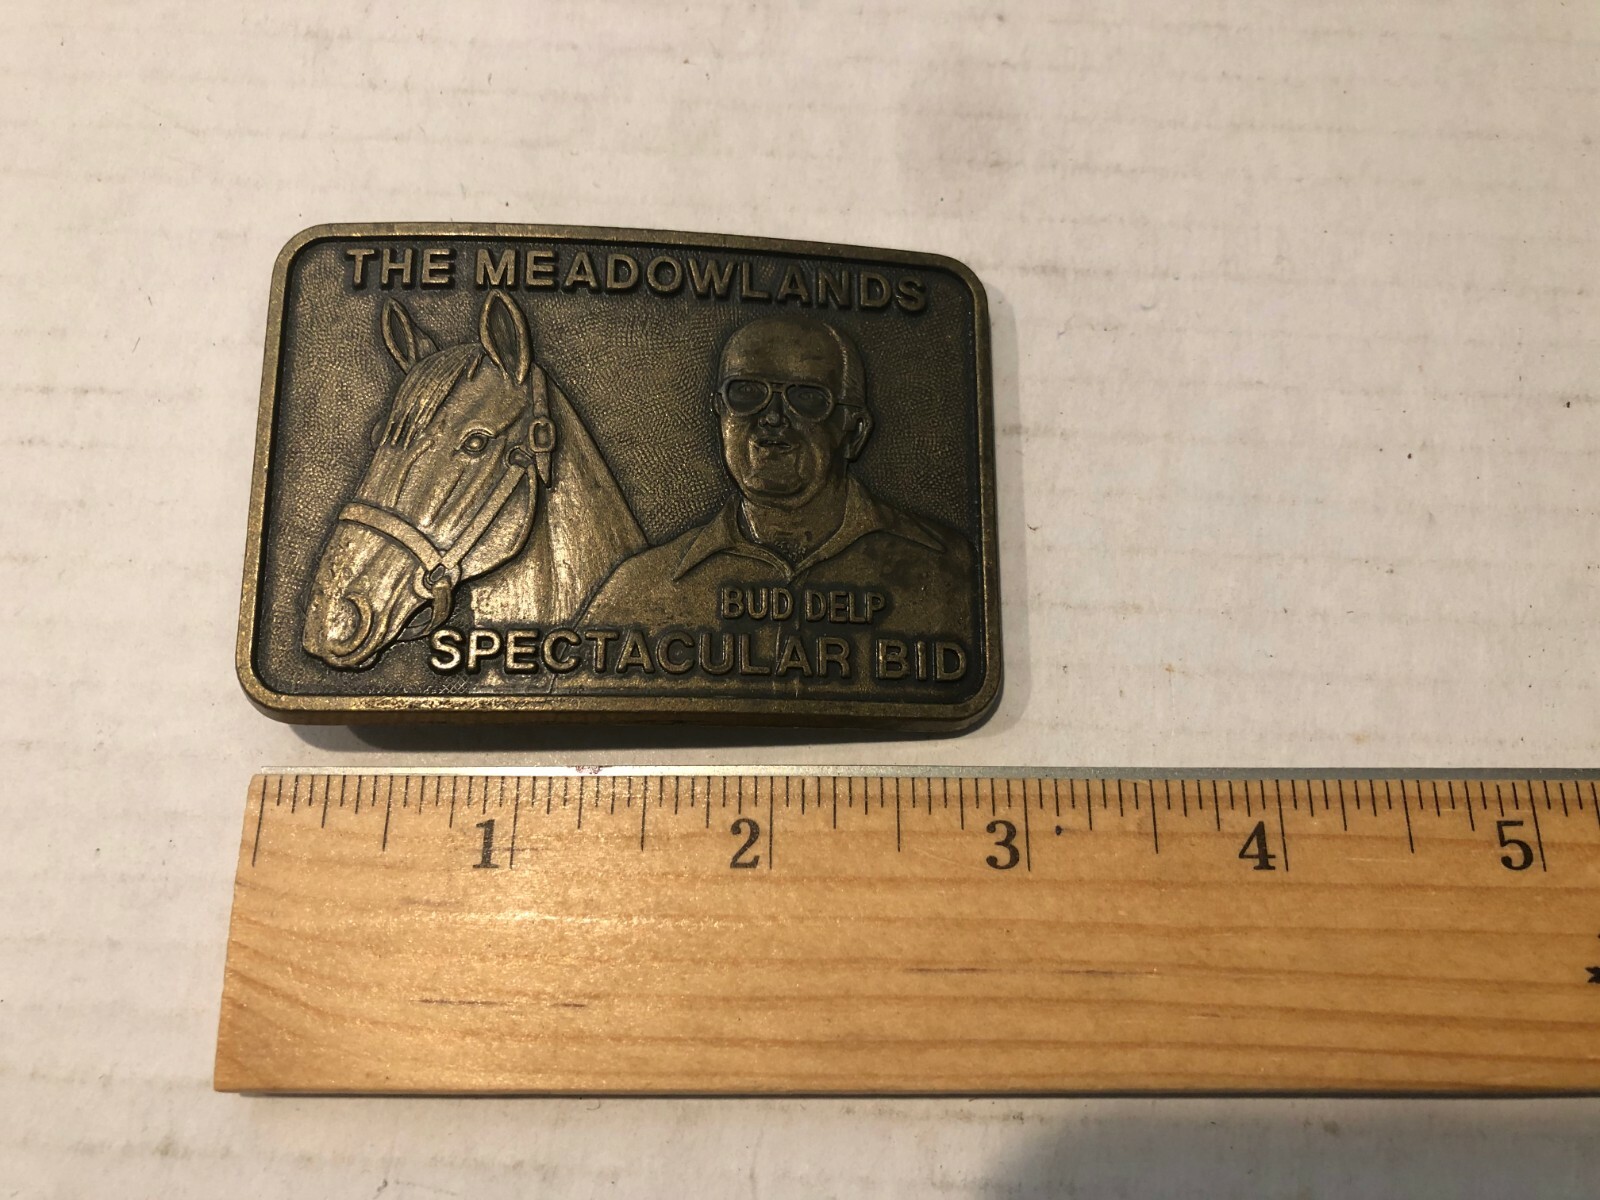 THE MEADOWLANDS
BUD DELP
SPECTACULAR BID
1 2 3 4 5